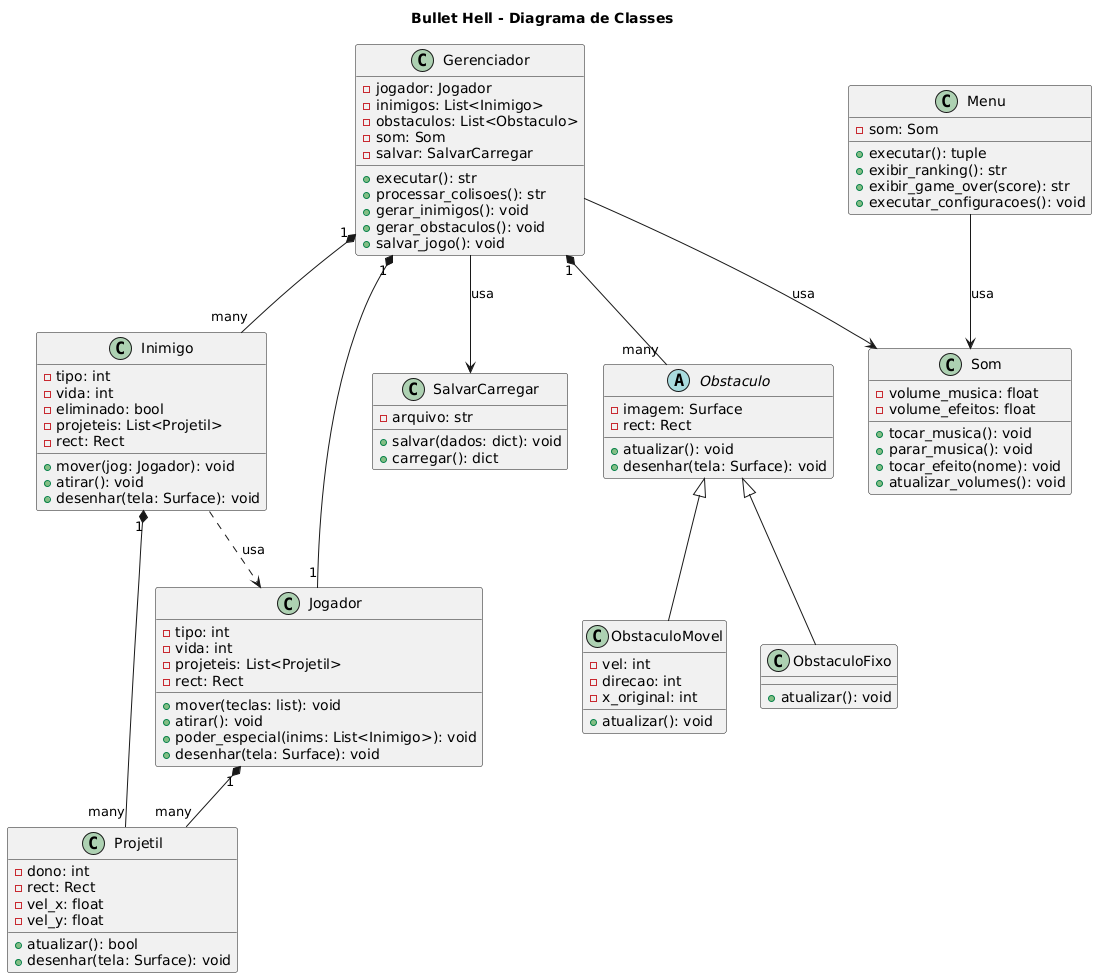 Bullet Hell - Diagrama de Classes
C Gerenciador
jogador: Jogador
inimigos: List<Inimigo>
obstaculos: List<Obstaculo>
som: Som
salvar: SalvarCarregar
executar(): str
processar_colisoes(): str
gerar_inimigos(): void
gerar_obstaculos(): void
salvar_jogo(): void
C Menu
som: Som
executar(): tuple
exibir_ranking(): str
exibir_game_over(score): str
executar_configuracoes(): void
1
1
1
usa
usa
usa
many
many
C Inimigo
tipo: int
vida: int
eliminado: bool
projeteis: List<Projetil>
rect: Rect
mover(jog: Jogador): void
atirar(): void
desenhar(tela: Surface): void
C SalvarCarregar
arquivo: str
salvar(dados: dict): void
carregar(): dict
A Obstaculo
imagem: Surface
rect: Rect
atualizar(): void
desenhar(tela: Surface): void
C Som
volume_musica: float
volume_efeitos: float
tocar_musica(): void
parar_musica(): void
tocar_efeito(nome): void
atualizar_volumes(): void
1
usa
1
C Jogador
tipo: int
vida: int
projeteis: List<Projetil>
rect: Rect
mover(teclas: list): void
atirar(): void
poder_especial(inims: List<Inimigo>): void
desenhar(tela: Surface): void
C ObstaculoMovel
vel: int
direcao: int
x_original: int
atualizar(): void
C ObstaculoFixo
atualizar(): void
1
many
many
C Projetil
dono: int
rect: Rect
vel_x: float
vel_y: float
atualizar(): bool
desenhar(tela: Surface): void